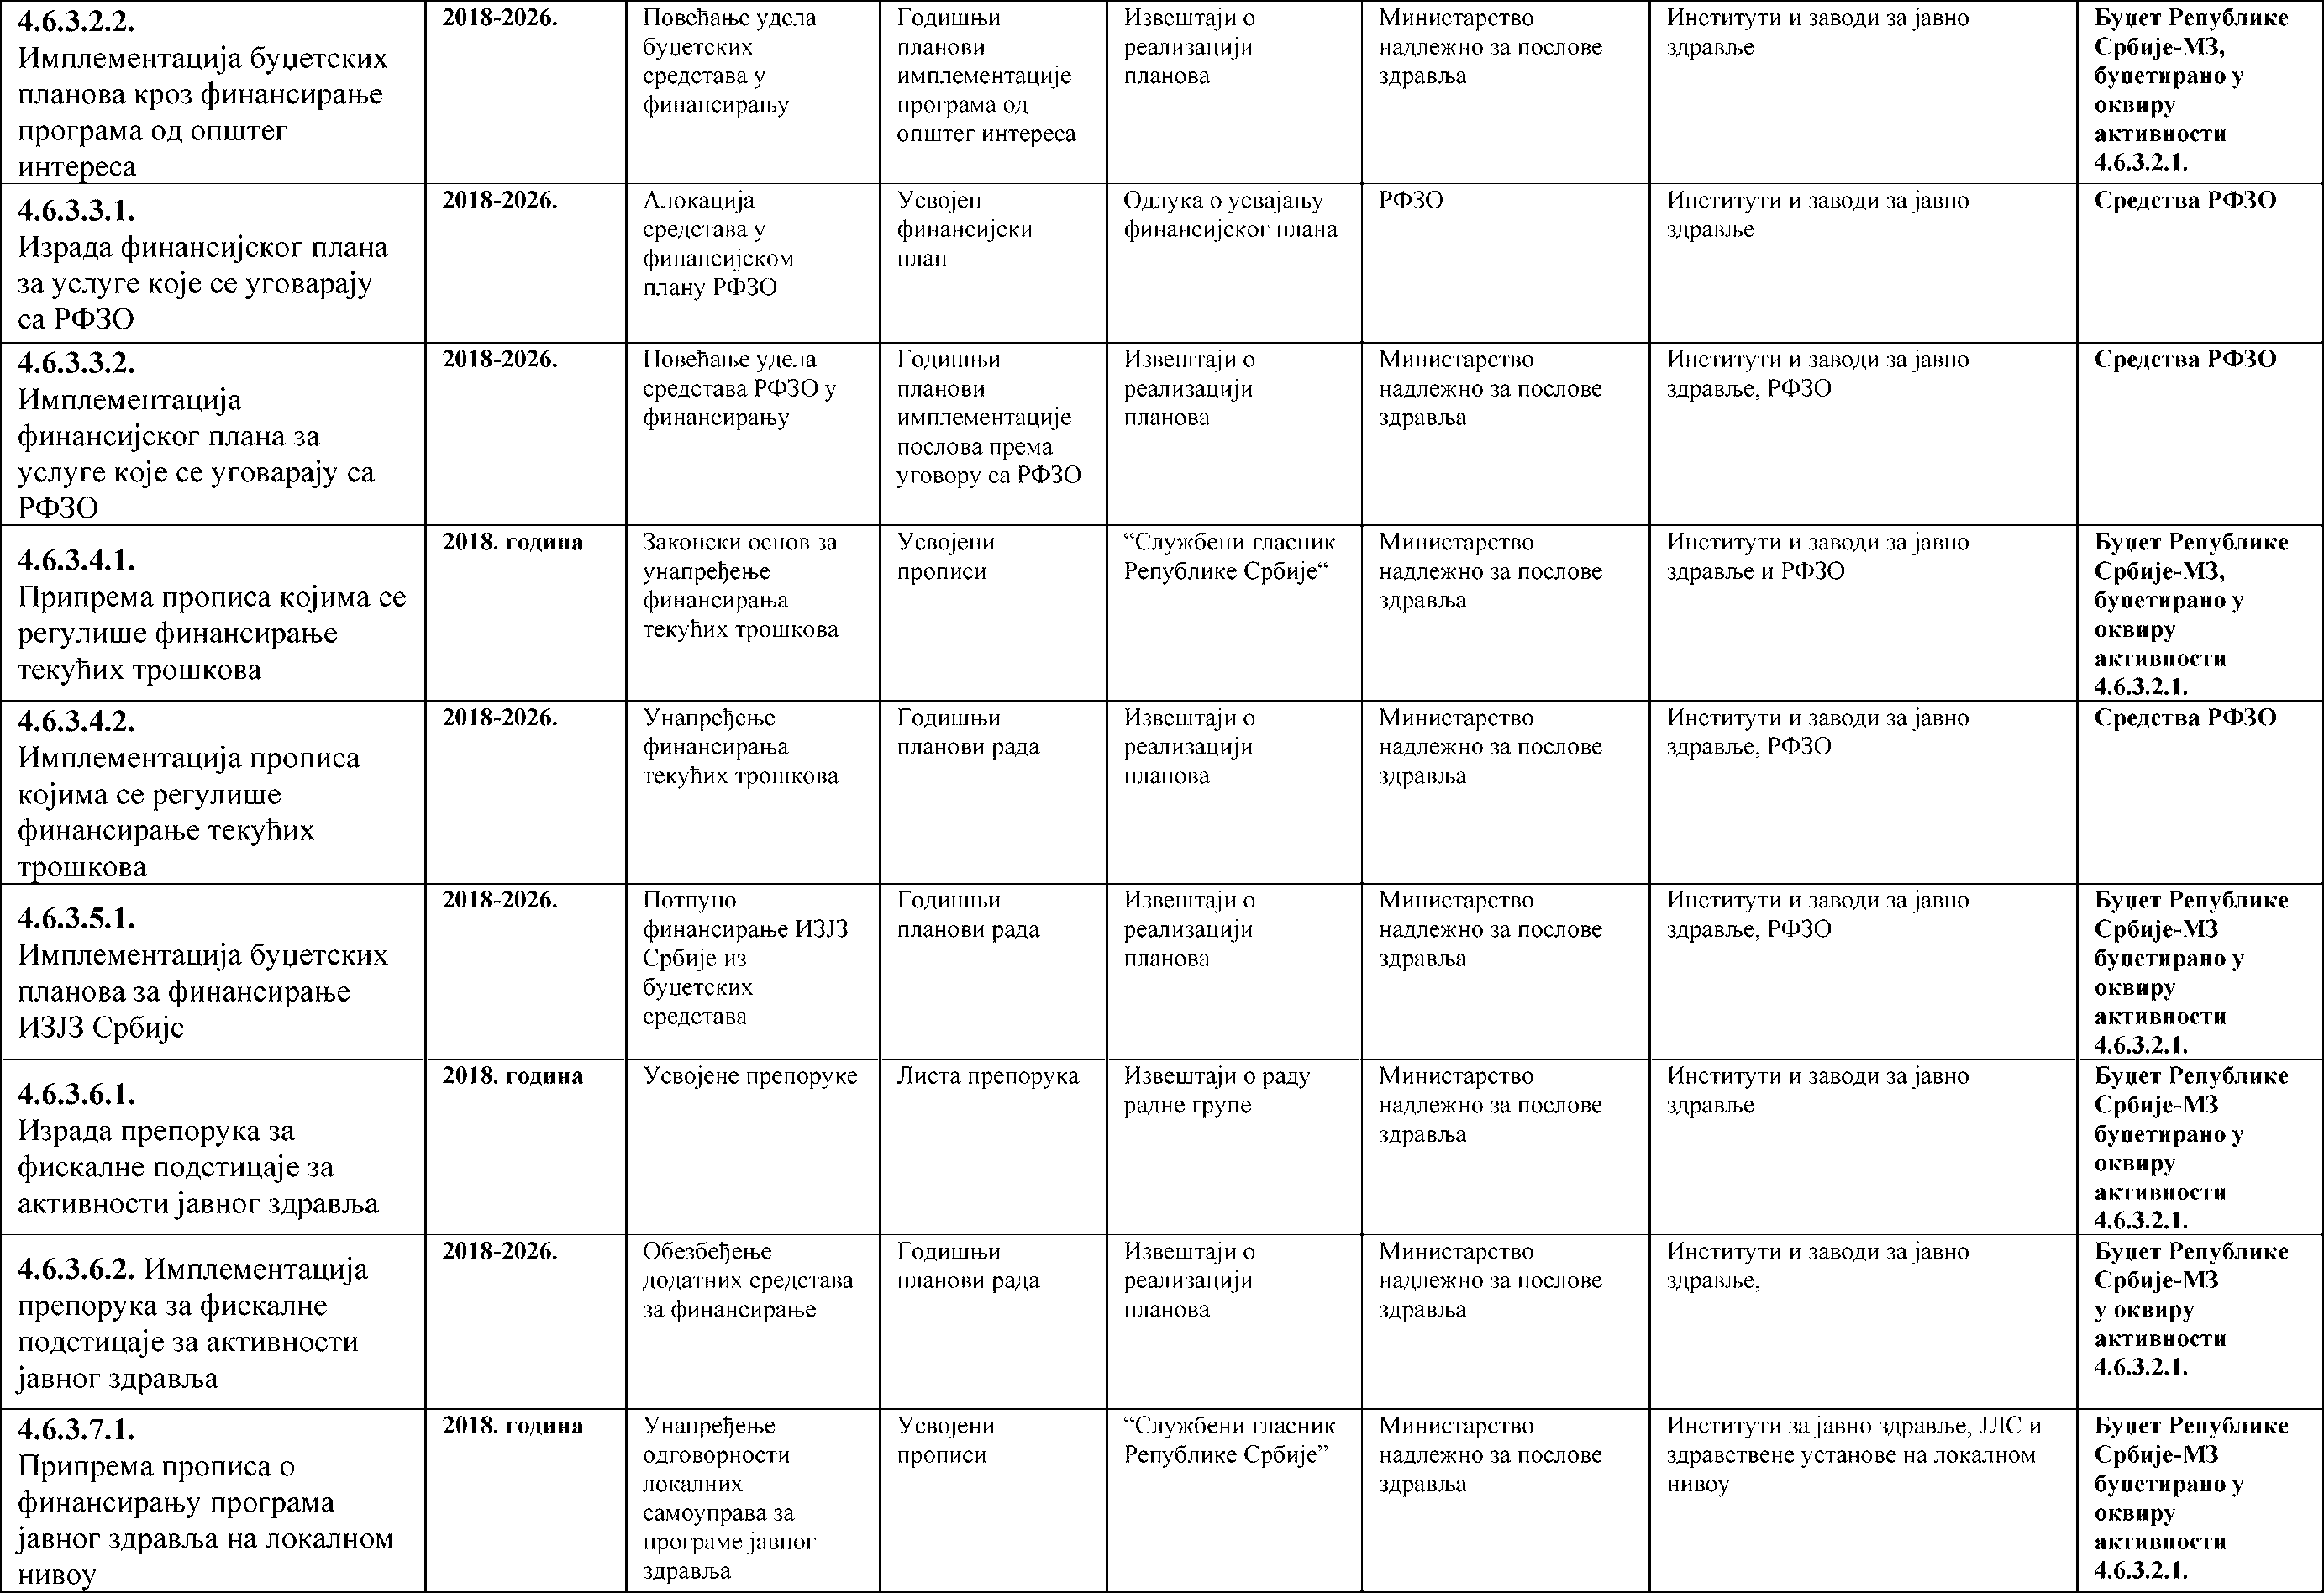 4.6.3.2.2.
Имплементација буџетских
планова кроз финансирање
програма од општег
интереса
2018-2026.
Повећање удела
буџетских
средстава у
финансирању
Годишњи
планови
имплементације
програма од
општег интереса
Извештаји о
реализацији
планова
Министарство
надлежно за послове
здравља
Институти и заводи за јавно
здравље
Буџет Републике
Србије-МЗ,
буџетирано у
оквиру
активности
4.6.3.2.1.
4.6.3.3.1.
Израда финансијског плана
за услуге које се уговарају
са РФЗО
2018-2026.
Алокација
средстава у
финансијском
плану РФЗО
Усвојен
финансијски
план
Одлука о усвајању
финансијског плана
РФЗО
Институти и заводи за јавно
здравље
Средства РФЗО
4.6.3.3.2.
Имплементација
финансијског плана за
услуге које се уговарају са
РФЗО
2018-2026.
Повећање удела
средстава РФЗО у
финансирању
Годишњи
планови
имплементације
послова према
уговору са РФЗО
Извештаји о
реализацији
планова
Министарство
надлежно за послове
здравља
Институти и заводи за јавно
здравље, РФЗО
Средства РФЗО
4.6.3.4.1.
Припрема прописа којима се
регулише финансирање
текућих трошкова
2018. година
Законски основ за
унапређење
финансирања
текућих трошкова
Усвојени
прописи
“Службени гласник
Републике Србије“
Министарство
надлежно за послове
здравља
Институти и заводи за јавно
здравље и РФЗО
Буџет Републике
Србије-МЗ,
буџетирано у
оквиру
активности
4.6.3.2.1.
4.6.3.4.2.
Имплементација прописа
којима се регулише
финансирање текућих
трошкова
2018-2026.
Унапређење
финансирања
текућих трошкова
Годишњи
планови рада
Извештаји о
реализацији
планова
Министарство
надлежно за послове
здравља
Институти и заводи за јавно
здравље, РФЗО
Средства РФЗО
4.6.3.5.1.
Имплементација буџетских
планова за финансирање
ИЗЈЗ Србије
2018-2026.
Потпуно
финансирање ИЗЈЗ
Србије из
буџетских
средстава
Годишњи
планови рада
Извештаји о
реализацији
планова
Министарство
надлежно за послове
здравља
Институти и заводи за јавно
здравље, РФЗО
Буџет Републике
Србије-МЗ
буџетирано у
оквиру
активности
4.6.3.2.1.
4.6.3.6.1.
Израда препорука за
фискалне подстицаје за
активности јавног здравља
2018. година
Усвојене препоруке
Листа препорука
Извештаји о раду
радне групе
Министарство
надлежно за послове
здравља
Институти и заводи за јавно
здравље
Буџет Републике
Србије-МЗ
буџетирано у
оквиру
активности
4.6.3.2.1.
4.6.3.6.2. Имплементација
препорука за фискалне
подстицаје за активности
јавног здравља
2018-2026.
Обезбеђење
додатних средстава
за финансирање
Годишњи
планови рада
Извештаји о
реализацији
планова
Министарство
надлежно за послове
здравља
Институти и заводи за јавно
здравље,
Буџет Републике
Србије-МЗ
у оквиру
активности
4.6.3.2.1.
4.6.3.7.1.
Припрема прописа о
финансирању програма
јавног здравља на локалном
нивоу
2018. година
Унапређење
одговорности
локалних
самоуправа за
програме јавног
здравља
Усвојени
прописи
“Службени гласник
Републике Србије”
Министарство
надлежно за послове
здравља
Институти за јавно здравље, ЈЛС и
здравствене установе на локалном
нивоу
Буџет Републике
Србије-МЗ
буџетирано у
оквиру
активности
4.6.3.2.1.